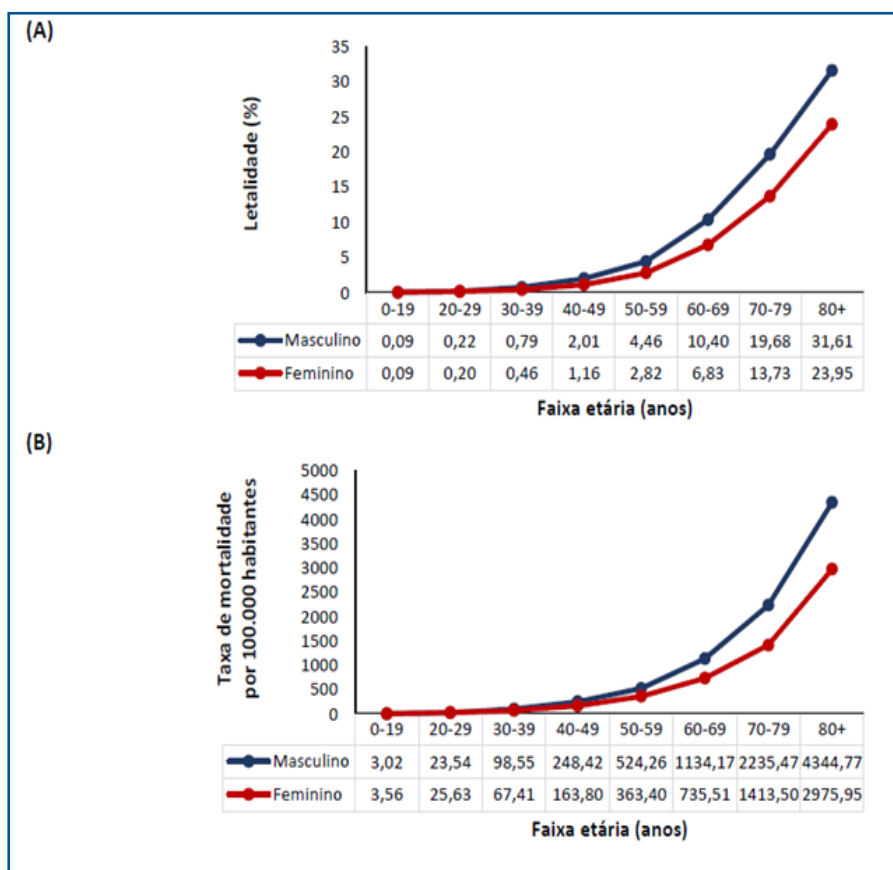 (A)
Letalidade (%)
35
30
25
20
15
10
5
0
0-19 20-29 30-39 40-49 50-59 60-69 70-79 80+
Masculino 0,09 0,22 0,79 2,01 4,46 10,40 19,68 31,61
Feminino 0,09 0,20 0,46 1,16 2,82 6,83 13,73 23,95
Faixa etária (anos)
(B)
Taxa de mortalidade
por 100.000 habitantes
5000
4500
4000
3500
3000
2500
2000
1500
1000
500
0
0-19 20-29 30-39 40-49 50-59 60-69 70-79 80+
Masculino 3,02 23,54 98,55 248,42 524,26 1134,17 2235,47 4344,77
Feminino 3,56 25,63 67,41 163,80 363,40 735,51 1413,50 2975,95
Faixa etária (anos)